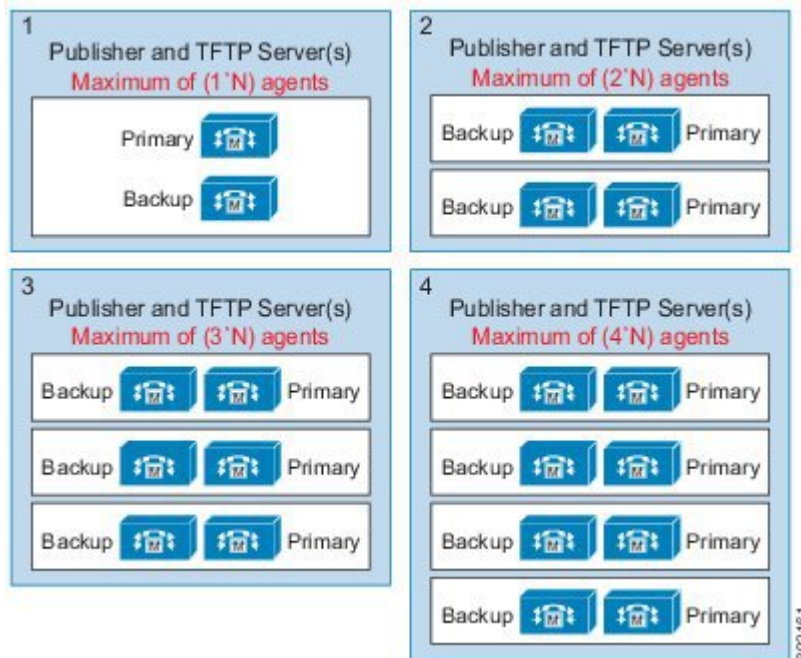 1
Publisher and TFTP Server(s)
Maximum of (1*N) agents
Primary M
Backup M
2
Publisher and TFTP Server(s)
Maximum of (2*N) agents
Backup M M Primary
Backup M M Primary
3
Publisher and TFTP Server(s)
Maximum of (3*N) agents
Backup M M Primary
Backup M M Primary
Backup M M Primary
4
Publisher and TFTP Server(s)
Maximum of (4*N) agents
Backup M M Primary
Backup M M Primary
Backup M M Primary
Backup M M Primary